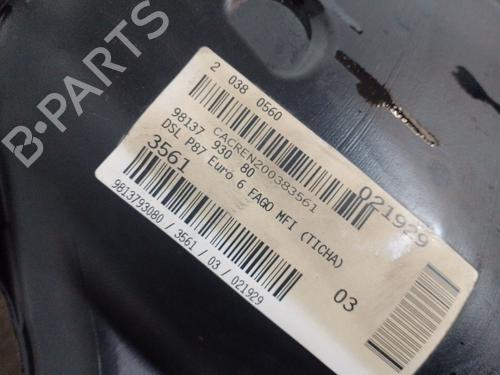 B-PARTS
2 038 0560
CACREN200383561
98137 930 80
DSL P87 Euro 6 FAGO MFI (TICHA)
3561
021929
03
9813793080/3561/03/021929